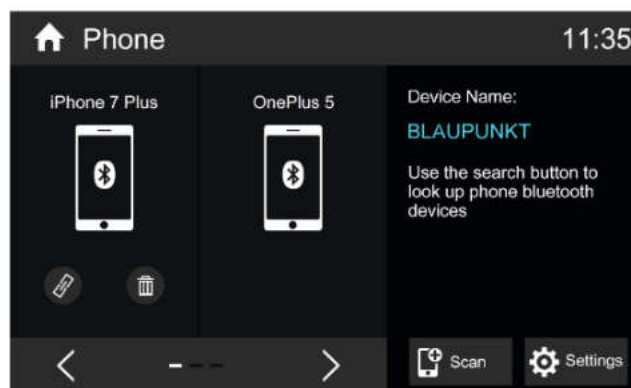 Phone
11:35
iPhone 7 Plus
OnePlus 5
Device Name:
BLAUPUNKT
Use the search button to
look up phone bluetooth
devices
Scan
Settings